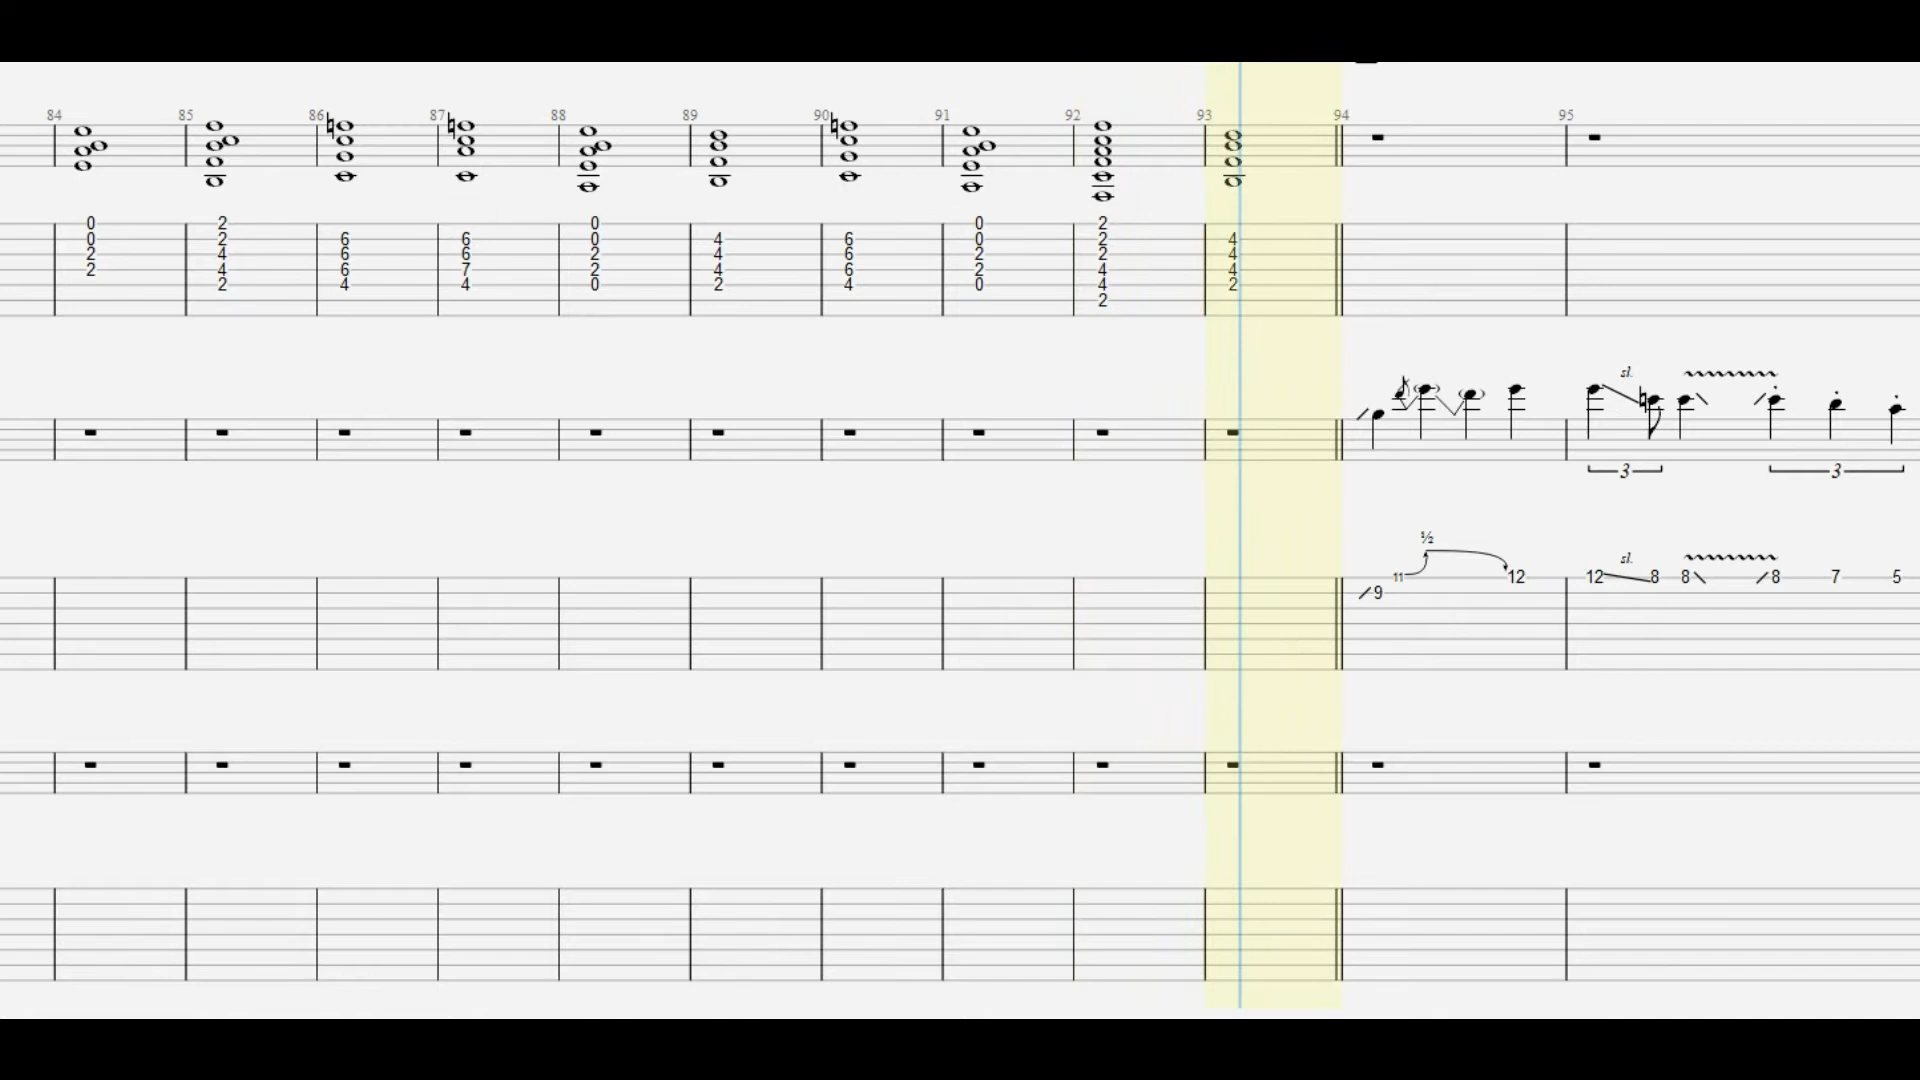 84 85 86 87 88 89 90 91 92 93 94 95
0 2 0 0 2
0 2 6 6 0 4 6 0 2 4
2 4 6 6 2 4 6 2 2 4
2 4 6 7 2 4 6 2 4 4
2 4 4 0 2 4 0 4 2
2
sl.
3 3
½
sl.
11 12 12 8 8 8 7 5
9